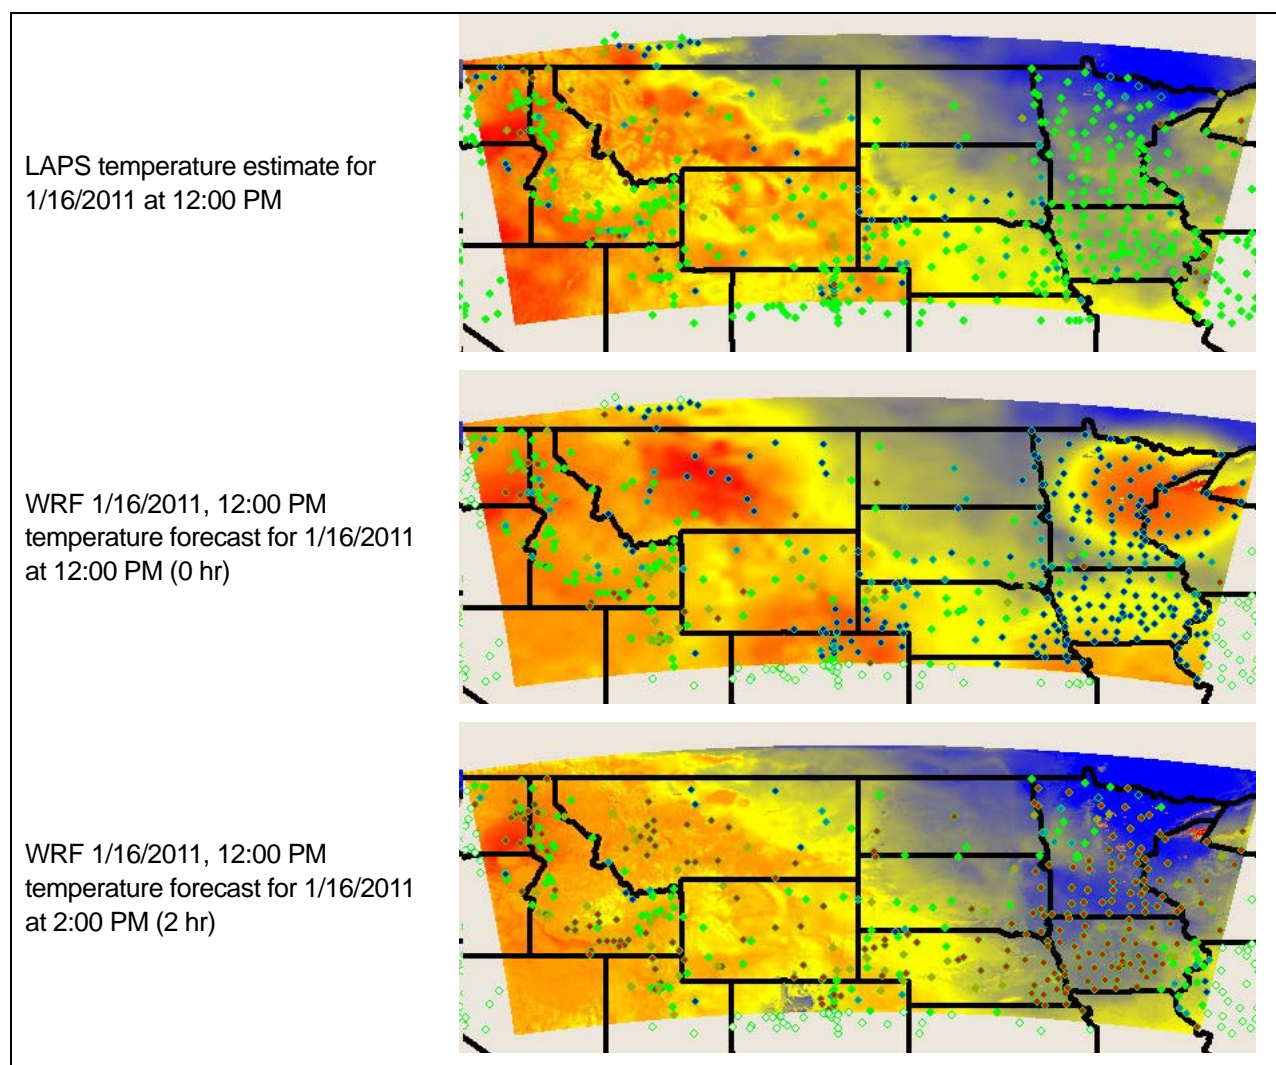 LAPS temperature estimate for
1/16/2011 at 12:00 PM
WRF 1/16/2011, 12:00 PM
temperature forecast for 1/16/2011
at 12:00 PM (0 hr)
WRF 1/16/2011, 12:00 PM
temperature forecast for 1/16/2011
at 2:00 PM (2 hr)